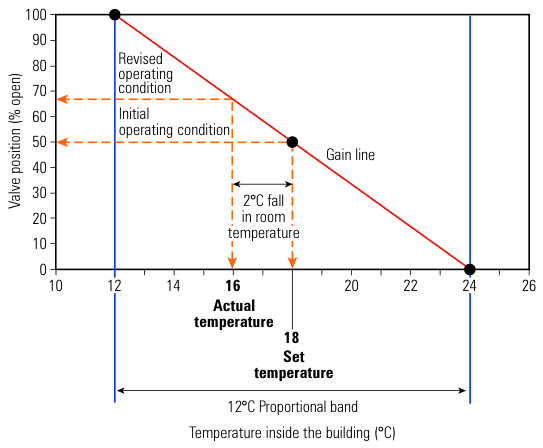 Valve position (% open)
100
90
80
70
60
50
40
30
20
10
0
Revised
operating
condition
Initial
operating condition
Gain line
2°C fall
in room
temperature
10
12
14
16
18
20
22
24
26
Actual
temperature
Set
temperature
12°C Proportional band
Temperature inside the building (°C)